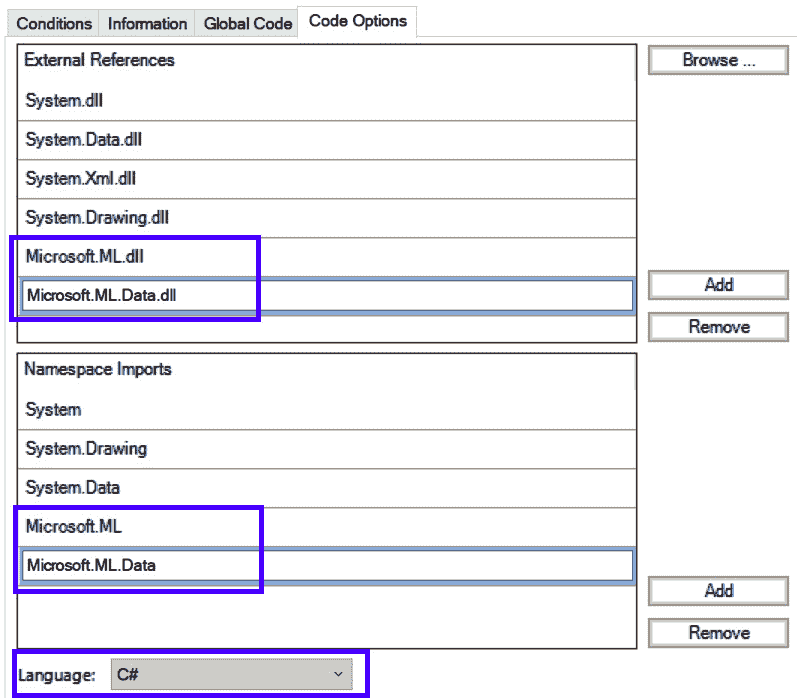 Conditions Information Global Code Code Options
External References
Browse ...
System.dll
System.Data.dll
System.Xml.dll
System.Drawing.dll
Microsoft.ML.dll
Microsoft.ML.Data.dll
Add
Remove
Namespace Imports
System
System.Drawing
System.Data
Microsoft.ML
Microsoft.ML.Data
Add
Remove
Language: C#